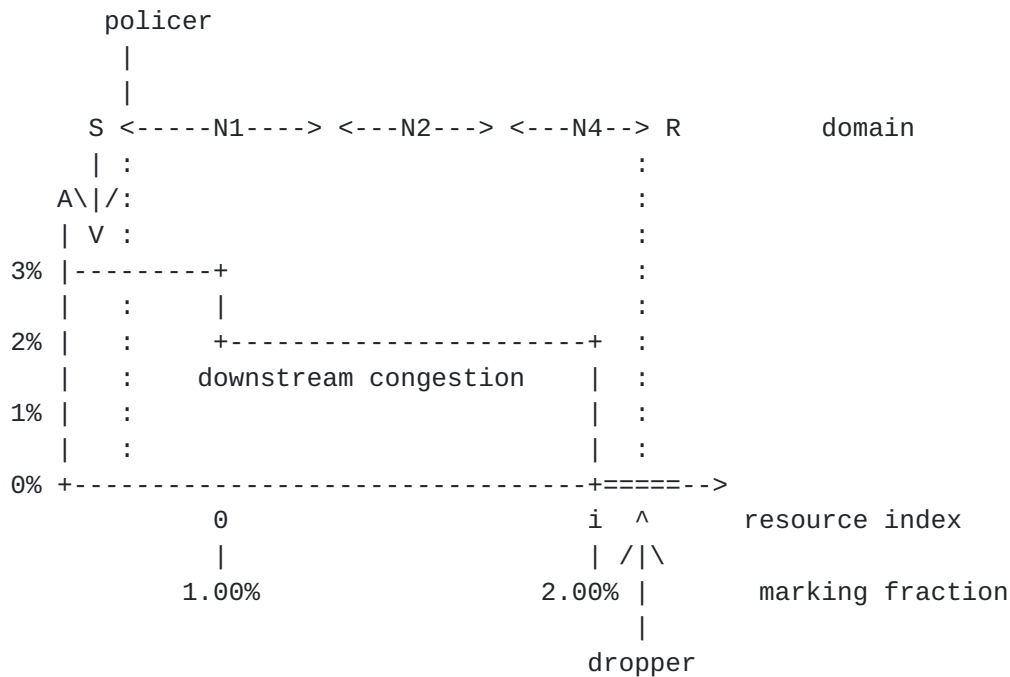 policer
               |
               |
             S <-----N1----> <---N2---> <---N4--> R         domain
             | :                                :
           A\|/:                                :
           | V :                                :
        3% |---------+                          :
           |   :     |                          :
        2% |   :     +-----------------------+  :
           |   :    downstream congestion    |  :
        1% |   :                             |  :
           |   :                             |  :
        0% +---------------------------------+=====-->
                     0                       i  ^      resource index
                     |                       | /|\
                   1.00%                  2.00% |       marking fraction
                                                |
                                             dropper